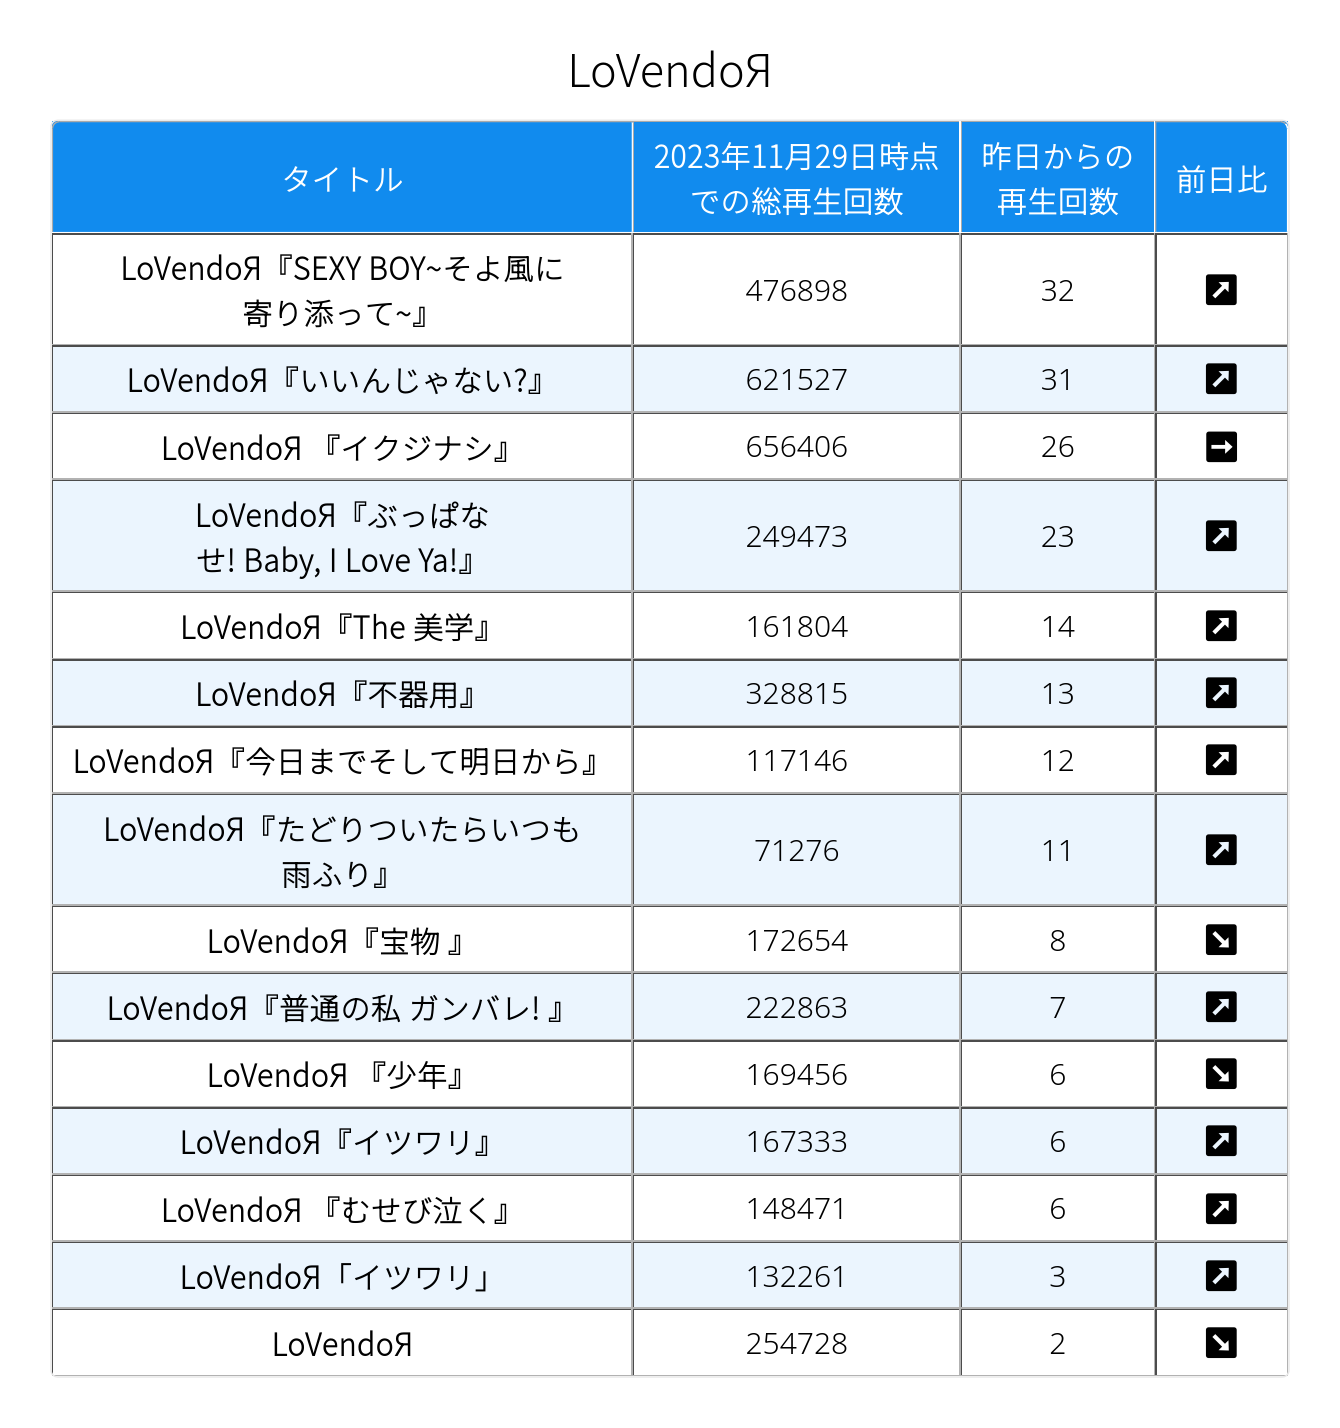 LoVendoЯ
タイトル
2023年11月29日時点
での総再生回数
昨日からの
再生回数
前日比
LoVendoЯ『SEXY BOY~そよ風に
寄り添って~』
476898
32
LoVendoЯ『いいんじゃない?』
621527
31
LoVendoЯ 『イクジナシ』
656406
26
LoVendoЯ『ぶっぱな
せ! Baby, I Love Ya!』
249473
23
LoVendoЯ『The 美学』
161804
14
LoVendoЯ『不器用』
328815
13
LoVendoЯ『今日までそして明日から』
117146
12
LoVendoЯ『たどりついたらいつも
雨ふり』
71276
11
LoVendoЯ『宝物 』
172654
8
LoVendoЯ『普通の私 ガンバレ! 』
222863
7
LoVendoЯ 『少年』
169456
6
LoVendoЯ『イツワリ』
167333
6
LoVendoЯ 『むせび泣く』
148471
6
LoVendoЯ「イツワリ」
132261
3
LoVendoЯ
254728
2